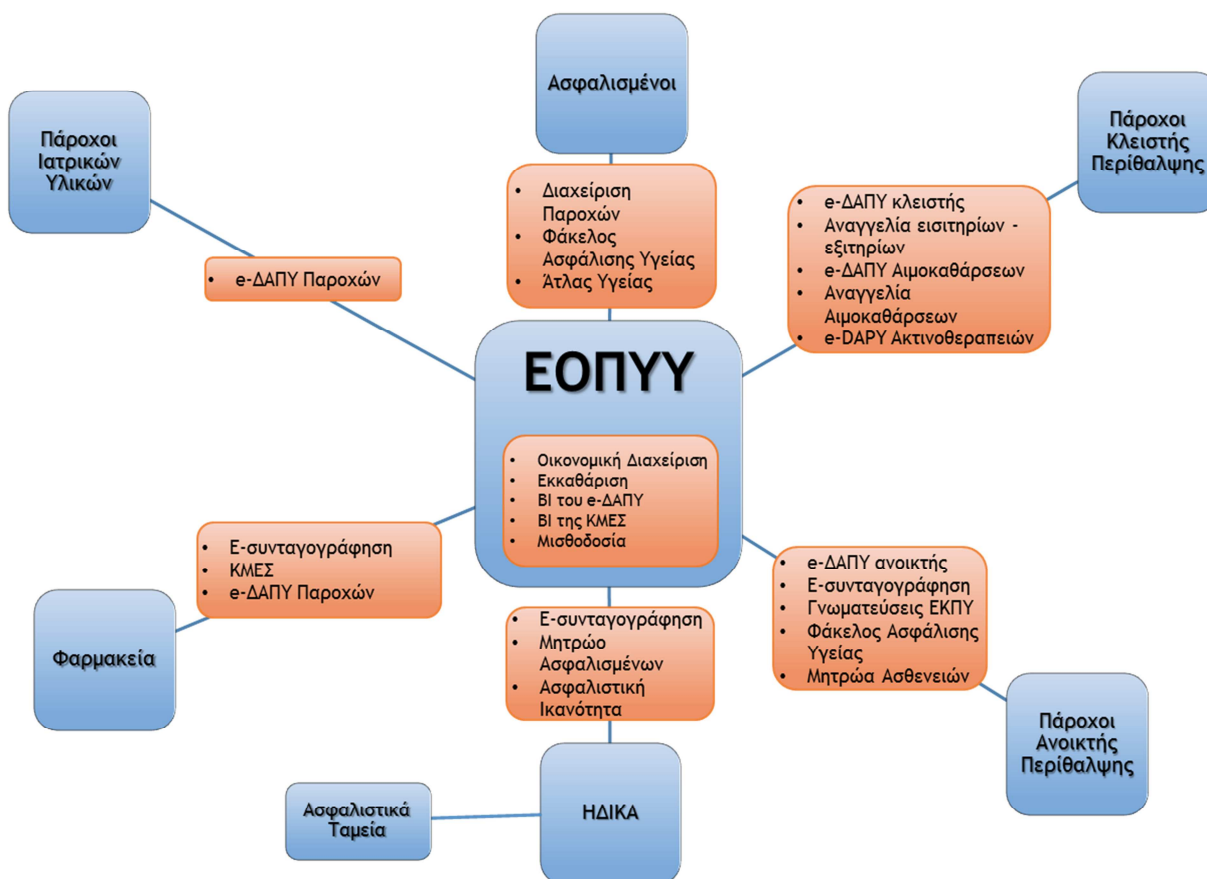 Ασφαλισμένοι
Πάροχοι
Ιατρικών
Υλικών
Πάροχοι
Κλειστής
Περίθαλψης
• Διαχείριση
Παροχών
• Φάκελος
Ασφάλισης Υγείας
• Άτλας Υγείας
• e-ΔΑΠΥ κλειστής
• Αναγγελία εισιτηρίων -
εξιτηρίων
• e-ΔΑΠΥ Αιμοκαθάρσεων
• Αναγγελία
Αιμοκαθάρσεων
• e-DAPY Ακτινοθεραπειών
• e-ΔΑΠΥ Παροχών
ΕΟΠΥΥ
• Οικονομική Διαχείριση
• Εκκαθάριση
• BI του e-ΔΑΠΥ
• BI της ΚΜΕΣ
• Μισθοδοσία
• Ε-συνταγογράφηση
• ΚΜΕΣ
• e-ΔΑΠΥ Παροχών
• e-ΔΑΠΥ ανοικτής
• Ε-συνταγογράφηση
• Γνωματεύσεις ΕΚΠΥ
• Φάκελος Ασφάλισης
Υγείας
• Μητρώα Ασθενειών
• Ε-συνταγογράφηση
• Μητρώο
Ασφαλισμένων
• Ασφαλιστική
Ικανότητα
Φαρμακεία
Πάροχοι
Ανοικτής
Περίθαλψης
Ασφαλιστικά
Ταμεία
ΗΔΙΚΑ